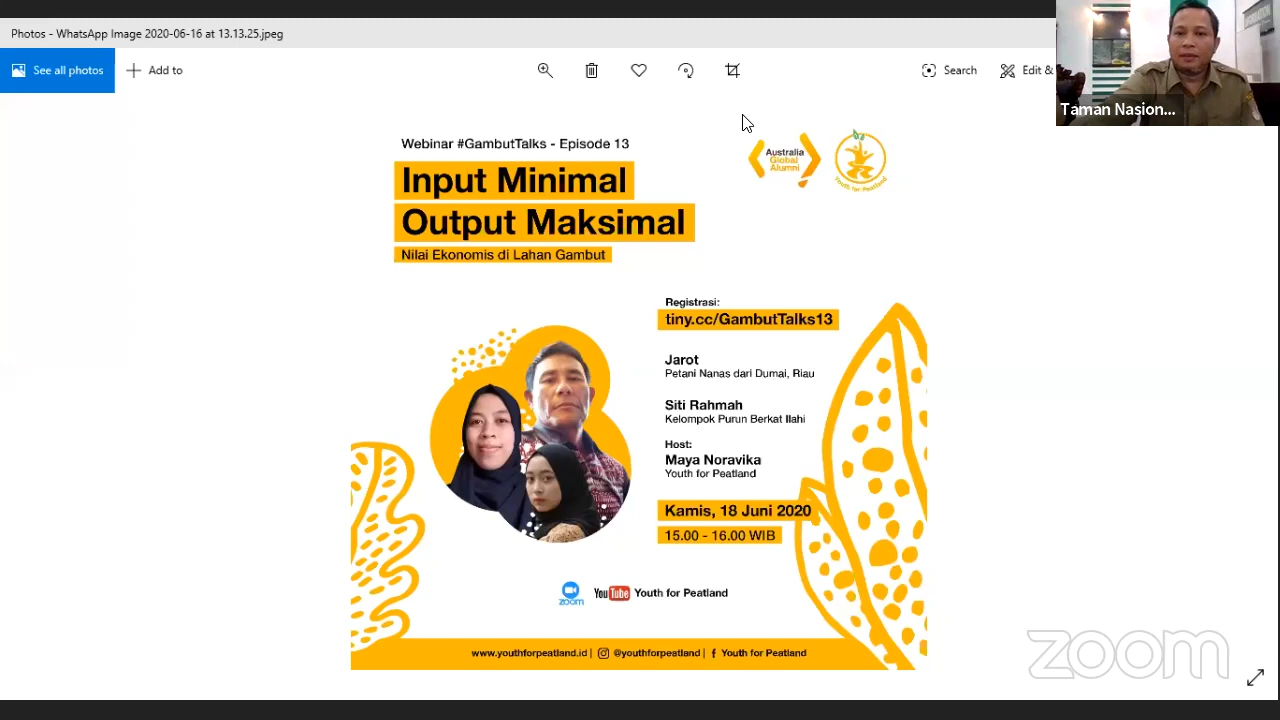 Photos - WhatsApp Image 2020-06-16 at 13.13.25.jpeg
See all photos
Add to
Search
Edit &
Taman Nasion...
Webinar #GambutTalks - Episode 13
Input Minimal
Output Maksimal
Nilai Ekonomis di Lahan Gambut
Australia
Global
Alumni
Youth for Peatland
Registrasi:
tiny.cc/GambutTalks13
Jarot
Petani Nanas dari Dumai, Riau
Siti Rahmah
Kelompok Purun Berkat Ilahi
Host:
Maya Noravika
Youth for Peatland
Kamis, 18 Juni 2020
15.00 - 16.00 WIB
zoom
YouTube Youth for Peatland
www.youthforpeatland.id | @youthforpeatland | f Youth for Peatland
zoom